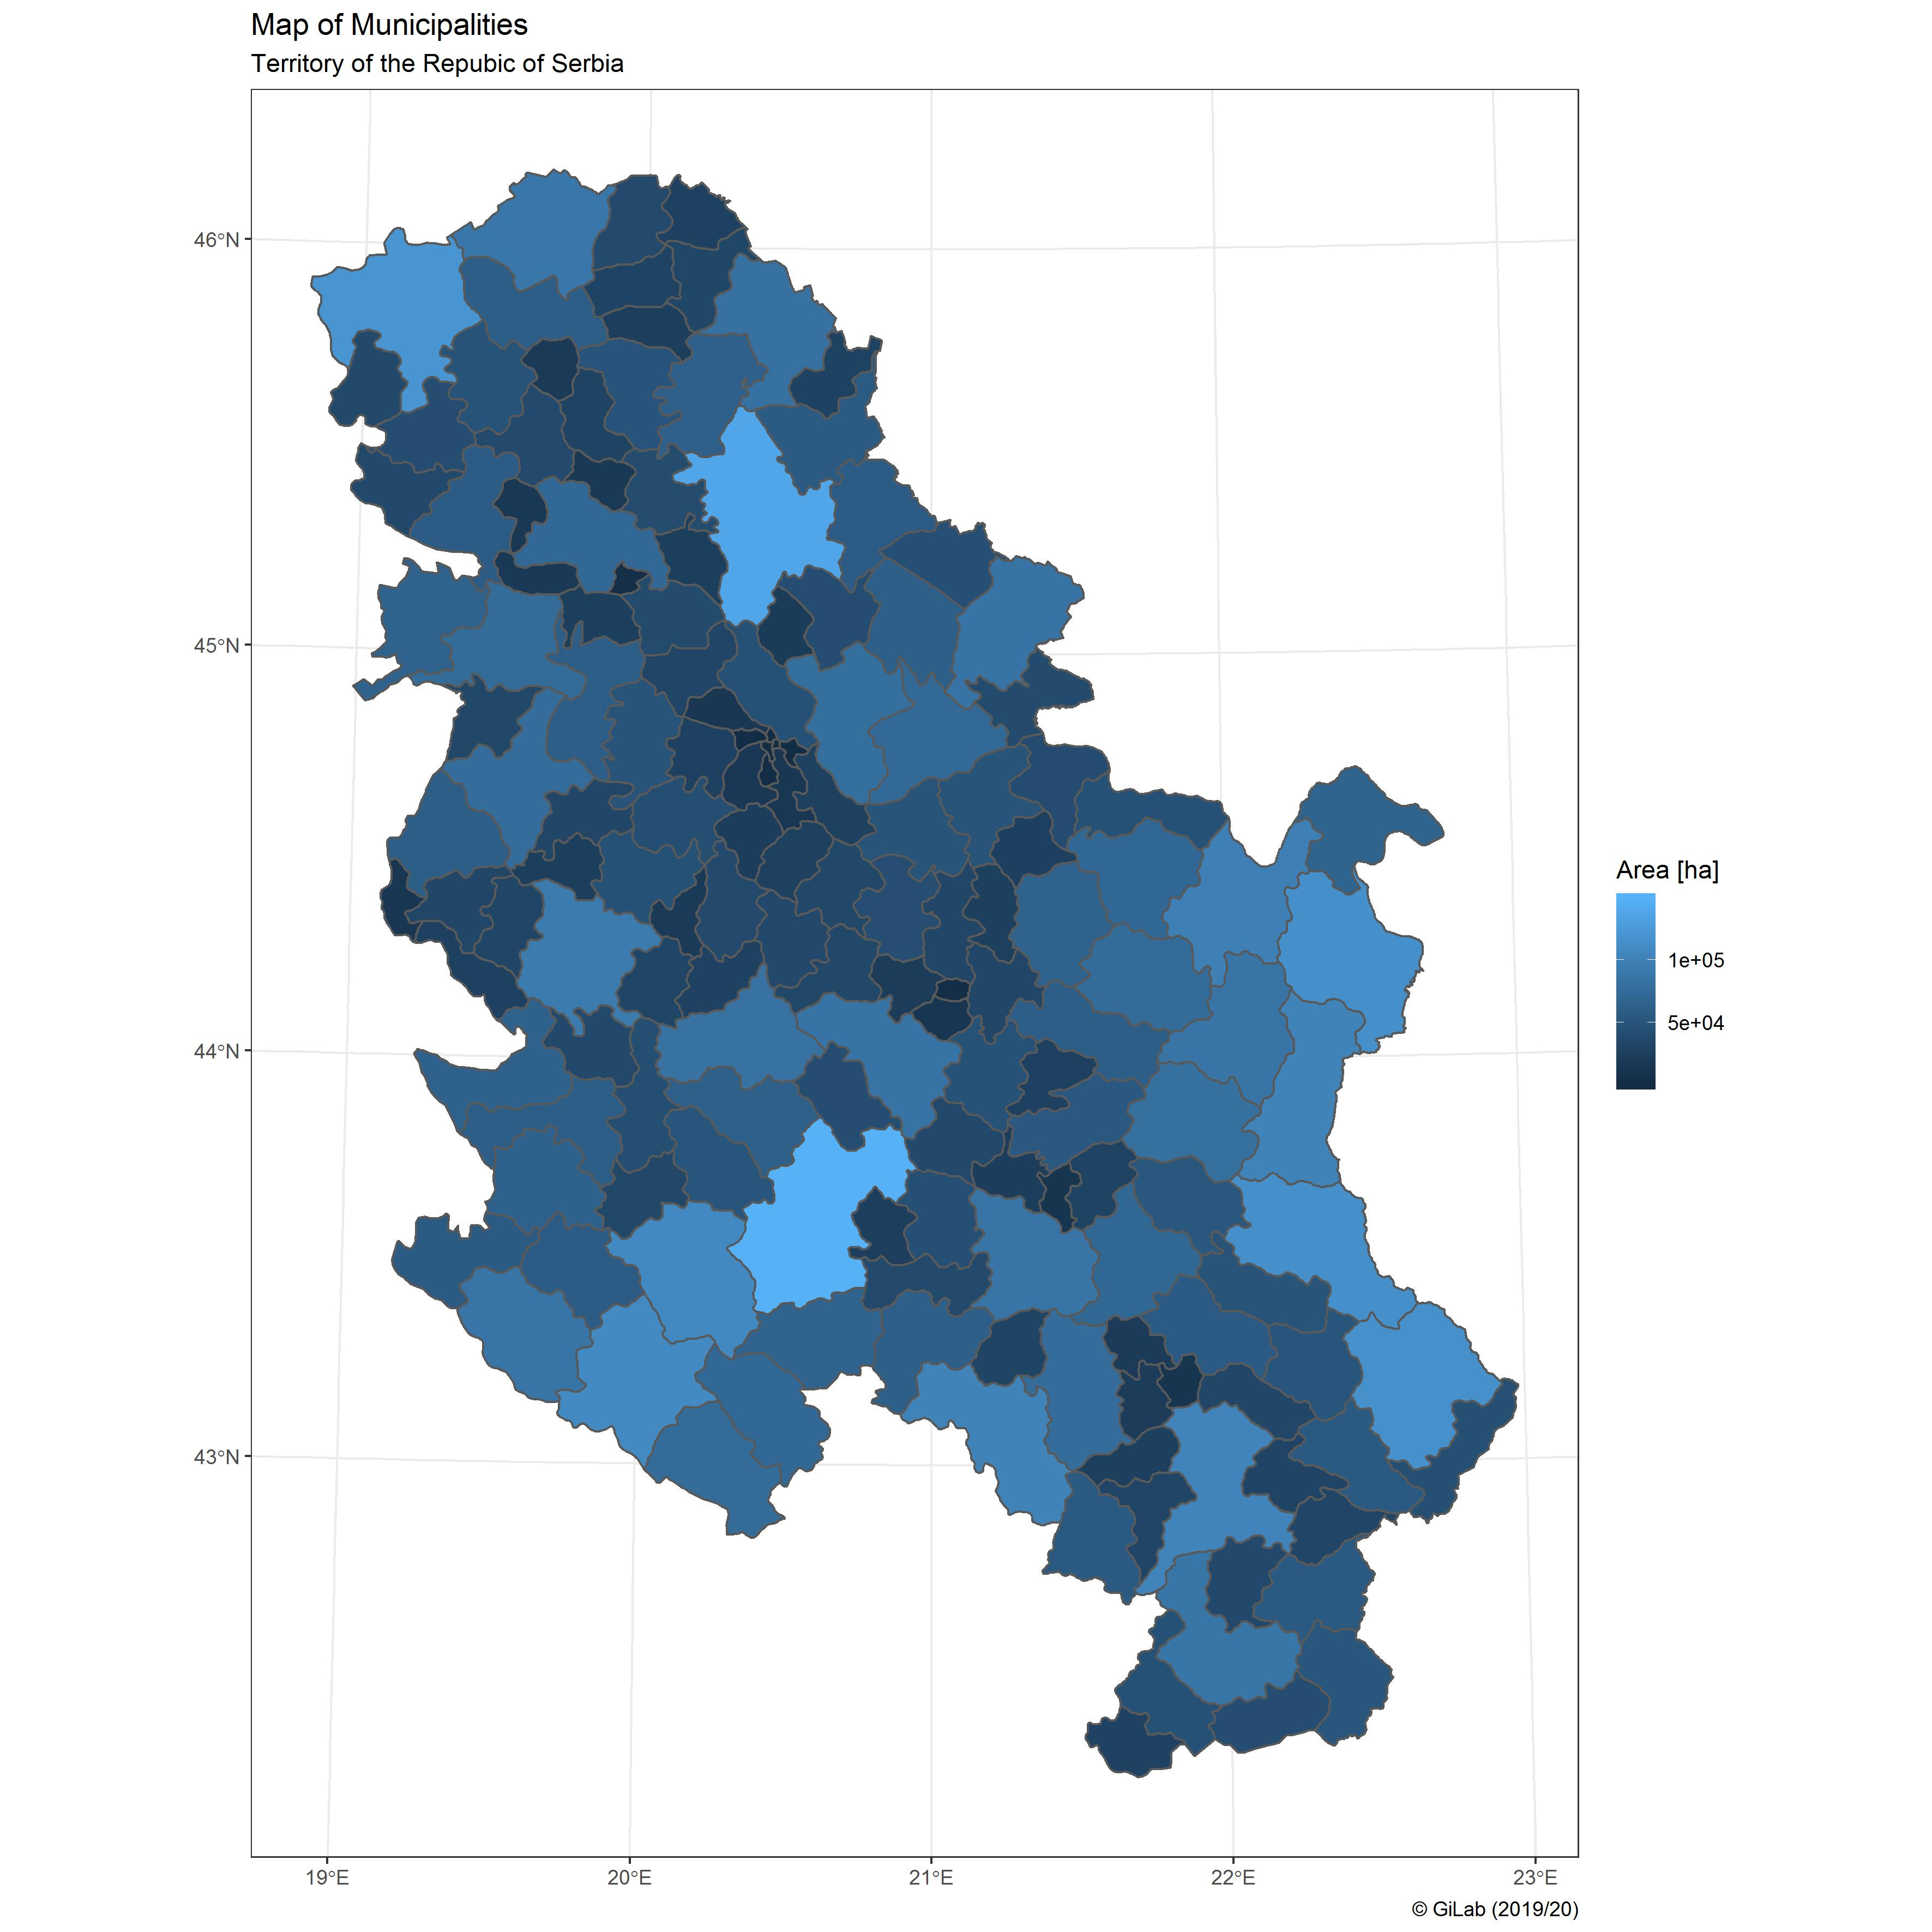 Map of Municipalities
Territory of the Repubic of Serbia
46°N
45°N
44°N
43°N
19°E
20°E
21°E
22°E
23°E
Area [ha]
1e+05
5e+04
© GiLab (2019/20)